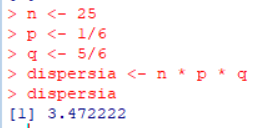 > n <- 25
> p <- 1/6
> q <- 5/6
> dispersia <- n * p * q
> dispersia
[1] 3.472222